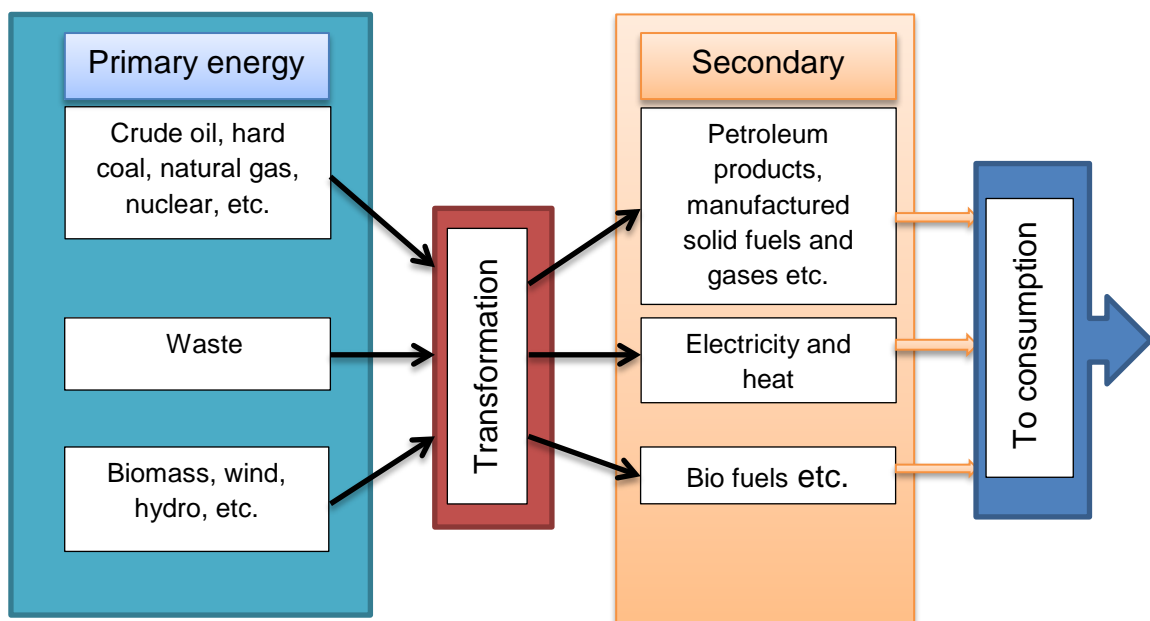 Primary energy
Crude oil, hard
coal, natural gas,
nuclear, etc.
Waste
Biomass, wind,
hydro, etc.
Transformation
Secondary
Petroleum
products,
manufactured
solid fuels and
gases etc.
Electricity and
heat
Bio fuels etc.
To consumption